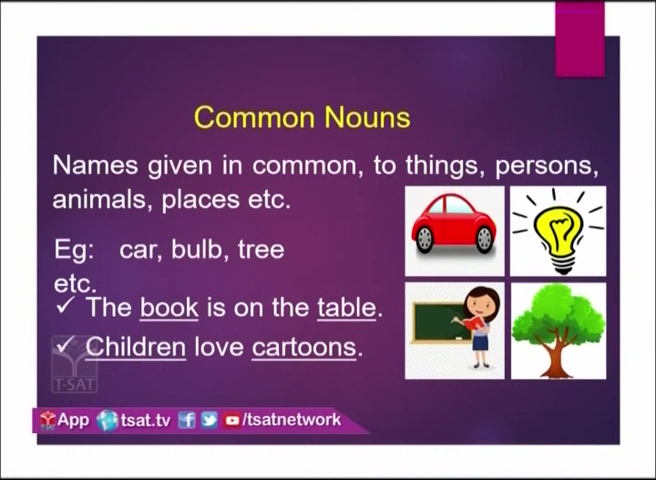 Common Nouns
Names given in common, to things, persons,
animals, places etc.
Eg: car, bulb, tree
etc.
✓ The book is on the table.
✓ Children love cartoons.
T-SAT
App tsat.tv /tsatnetwork